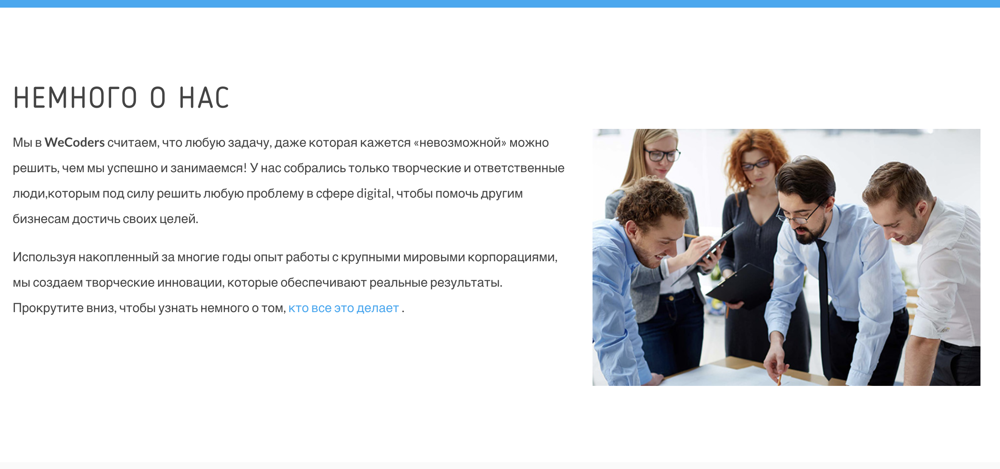 НЕМНОГО О НАС
Мы в WeCoders считаем, что любую задачу, даже которая кажется «невозможной» можно
решить, чем мы успешно и занимаемся! У нас собрались только творческие и ответственные
люди,которым под силу решить любую проблему в сфере digital, чтобы помочь другим
бизнесам достичь своих целей.
Используя накопленный за многие годы опыт работы с крупными мировыми корпорациями,
мы создаем творческие инновации, которые обеспечивают реальные результаты.
Прокрутите вниз, чтобы узнать немного о том, кто все это делает .